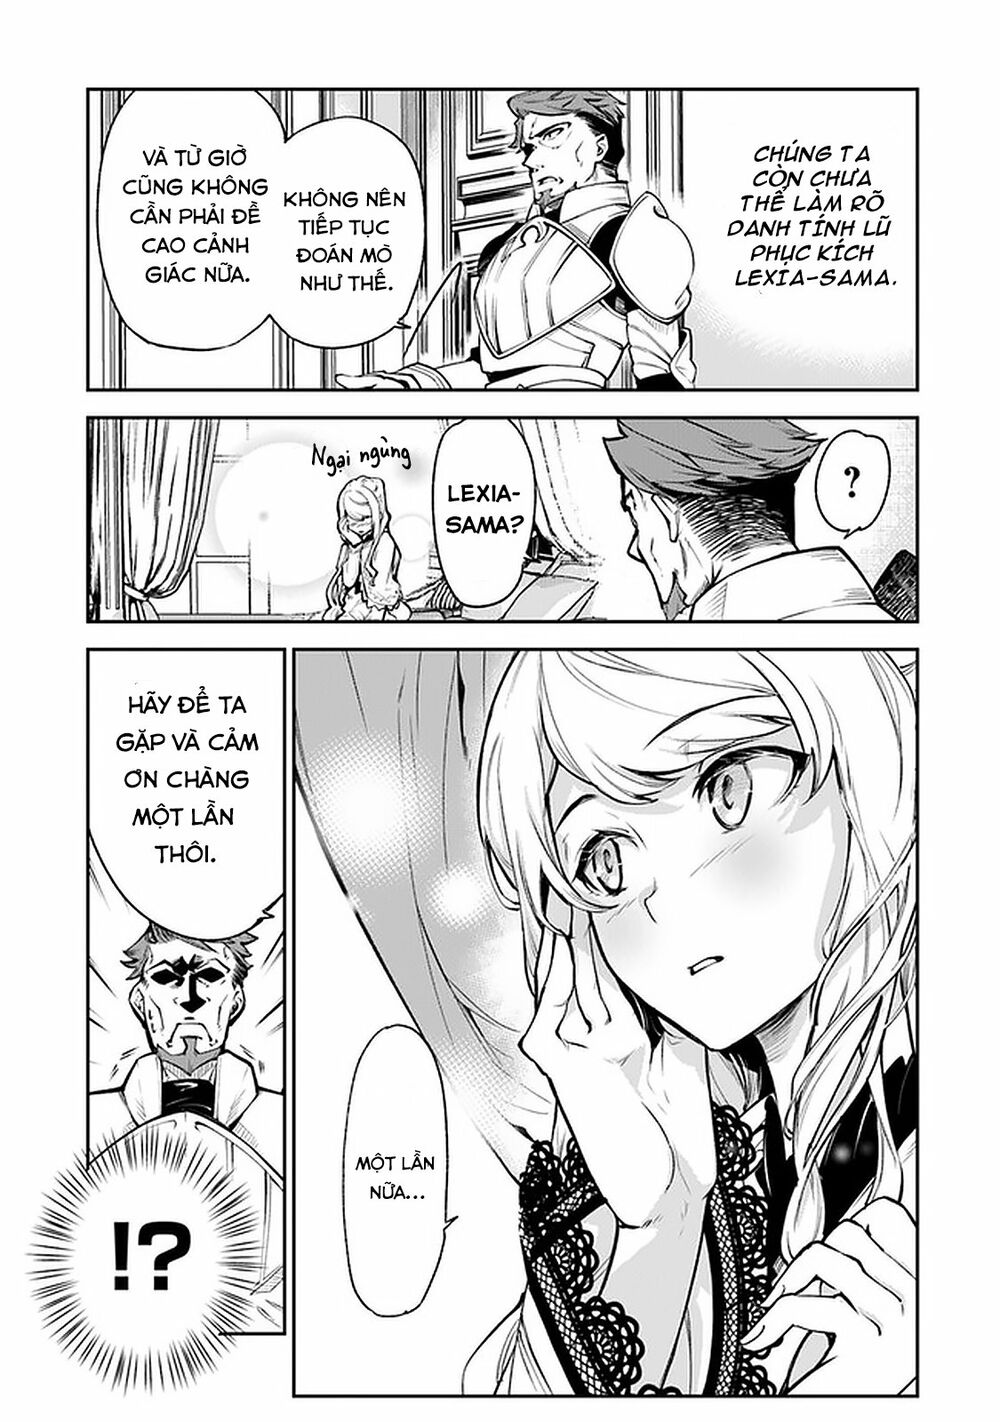 CHÚNG TA
CÒN CHƯA
THỂ LÀM RÕ
DANH TÍNH LŨ
PHỤC KÍCH
LEXIA-SAMA.
KHÔNG NÊN
TIẾP TỤC
ĐOÁN MÒ
NHƯ THẾ.
VÀ TỪ GIỜ
CŨNG KHÔNG
CẦN PHẢI ĐỀ
CAO CẢNH
GIÁC NỮA.
?
LEXIA-
SAMA?
Ngại ngùng
MỘT LẦN
NỮA...
HÃY ĐỂ TA
GẶP VÀ CẢM
ƠN CHÀNG
MỘT LẦN
THÔI.
!?